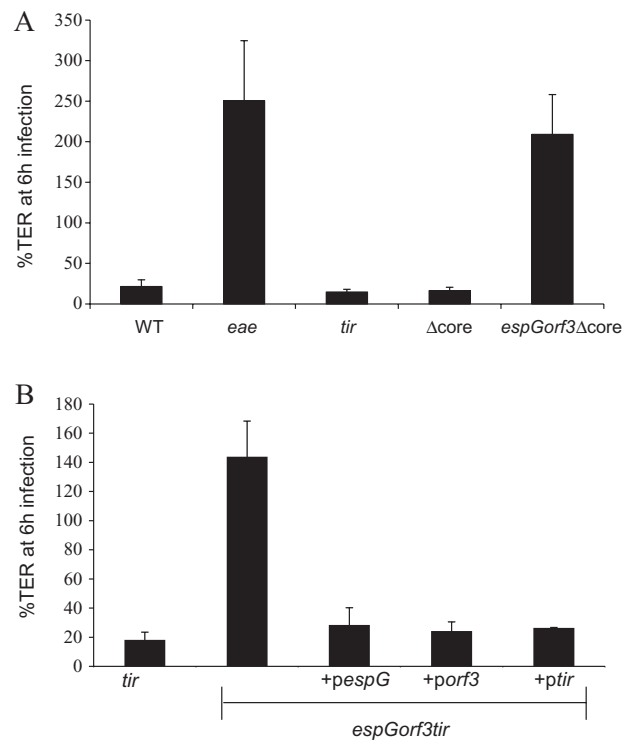 A
350
300
250
200
150
100
50
0
%TER at 6h infection
WT eae tir Δcore espGorf3Δcore
B
180
160
140
120
100
80
60
40
20
0
%TER at 6h infection
tir +pespG +porf3 +ptir
espGorf3tir